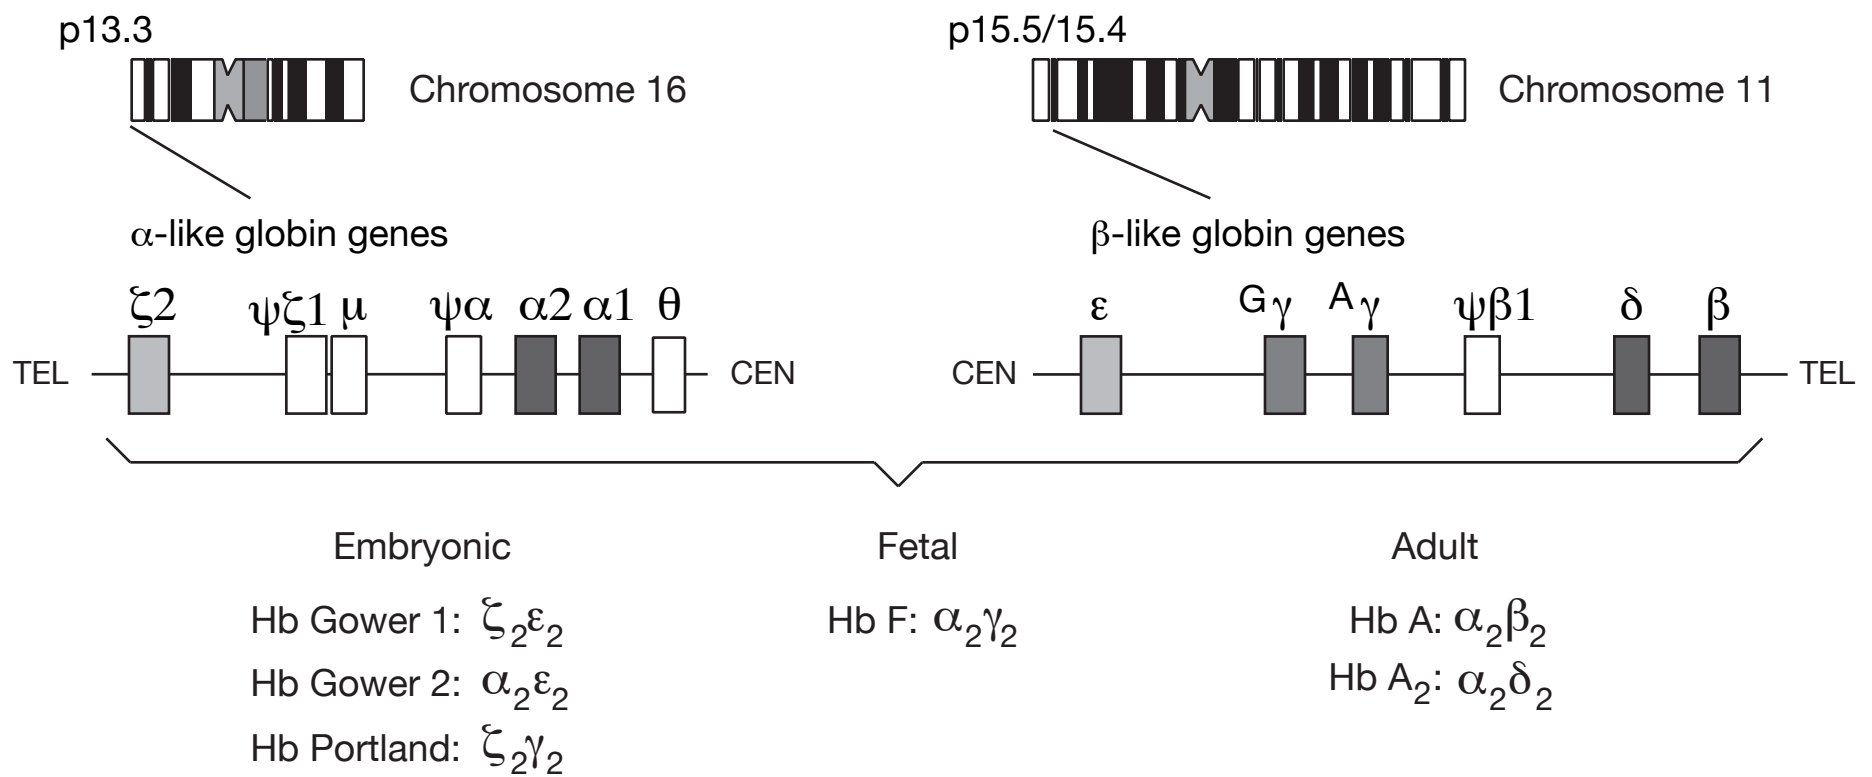 p13.3
Chromosome 16
α-like globin genes
ζ2 ψζ1 μ ψα α2 α1 θ
TEL CEN
p15.5/15.4
Chromosome 11
β-like globin genes
ε Gγ Aγ ψβ1 δ β
CEN TEL
Embryonic
Hb Gower 1: ζ₂ε₂
Hb Gower 2: α₂ε₂
Hb Portland: ζ₂γ₂
Fetal
Hb F: α₂γ₂
Adult
Hb A: α₂β₂
Hb A₂: α₂δ₂